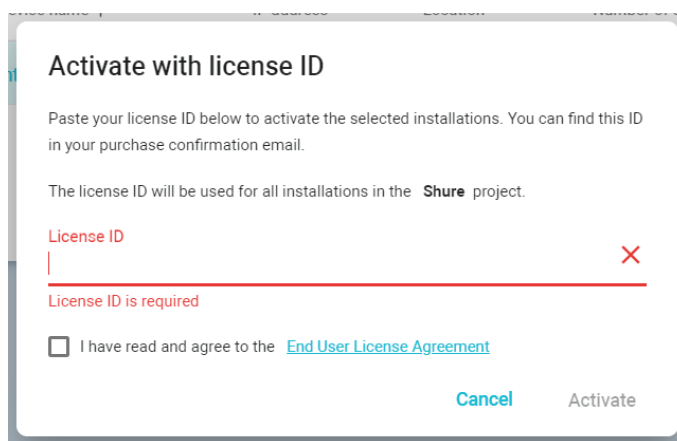 Location
Activate with license ID
Paste your license ID below to activate the selected installations. You can find this ID
in your purchase confirmation email.
The license ID will be used for all installations in the Shure project.
License ID
License ID is required
I have read and agree to the End User License Agreement
Cancel
Activate